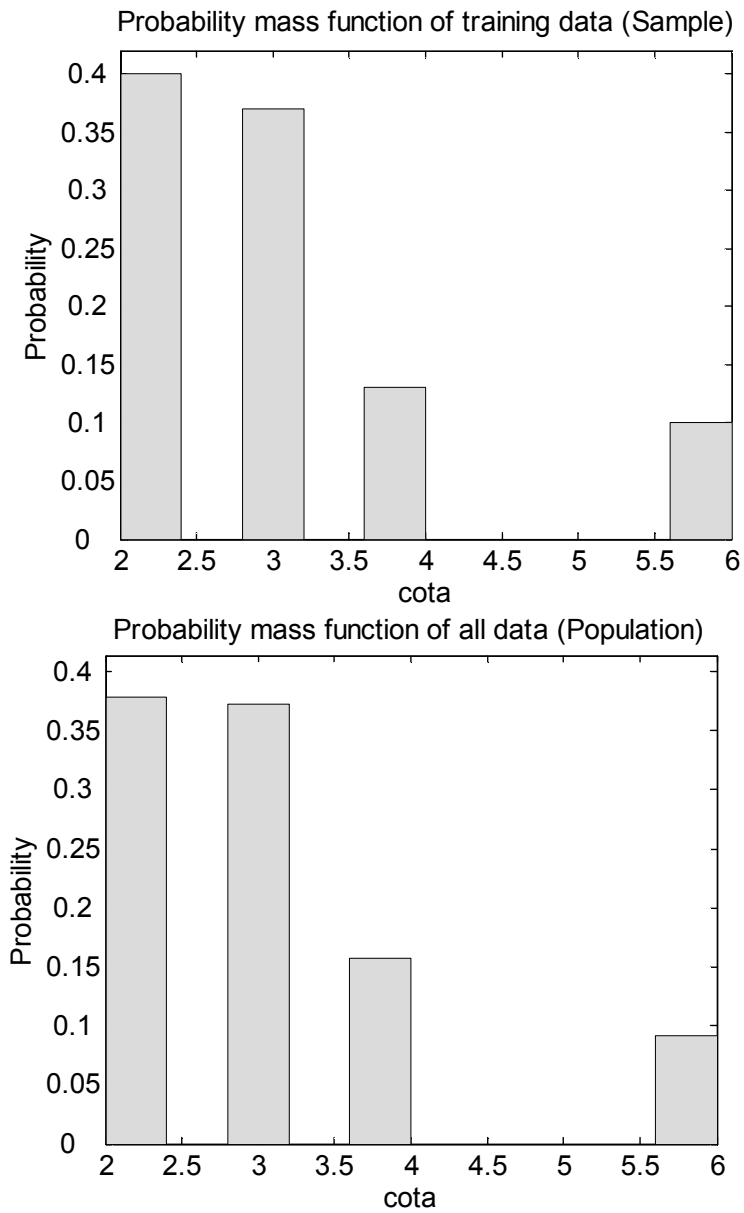 Probability mass function of training data (Sample)
0.4
0.35
0.3
0.25
0.2
0.15
0.1
0.05
0
Probability
2 2.5 3 3.5 4 4.5 5 5.5 6
cota
Probability mass function of all data (Population)
0.4
0.35
0.3
0.25
0.2
0.15
0.1
0.05
0
Probability
2 2.5 3 3.5 4 4.5 5 5.5 6
cota